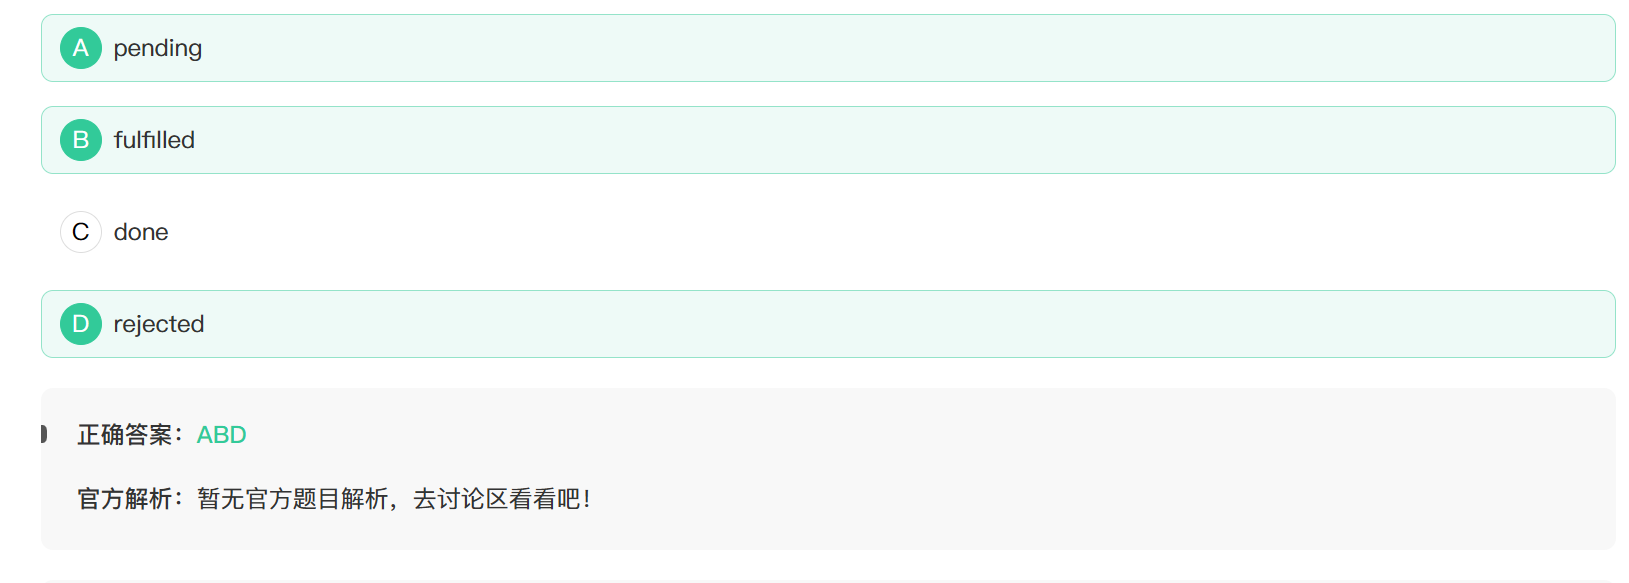 A pending
B fulfilled
C done
D rejected
正确答案：ABD
官方解析：暂无官方题目解析，去讨论区看看吧！